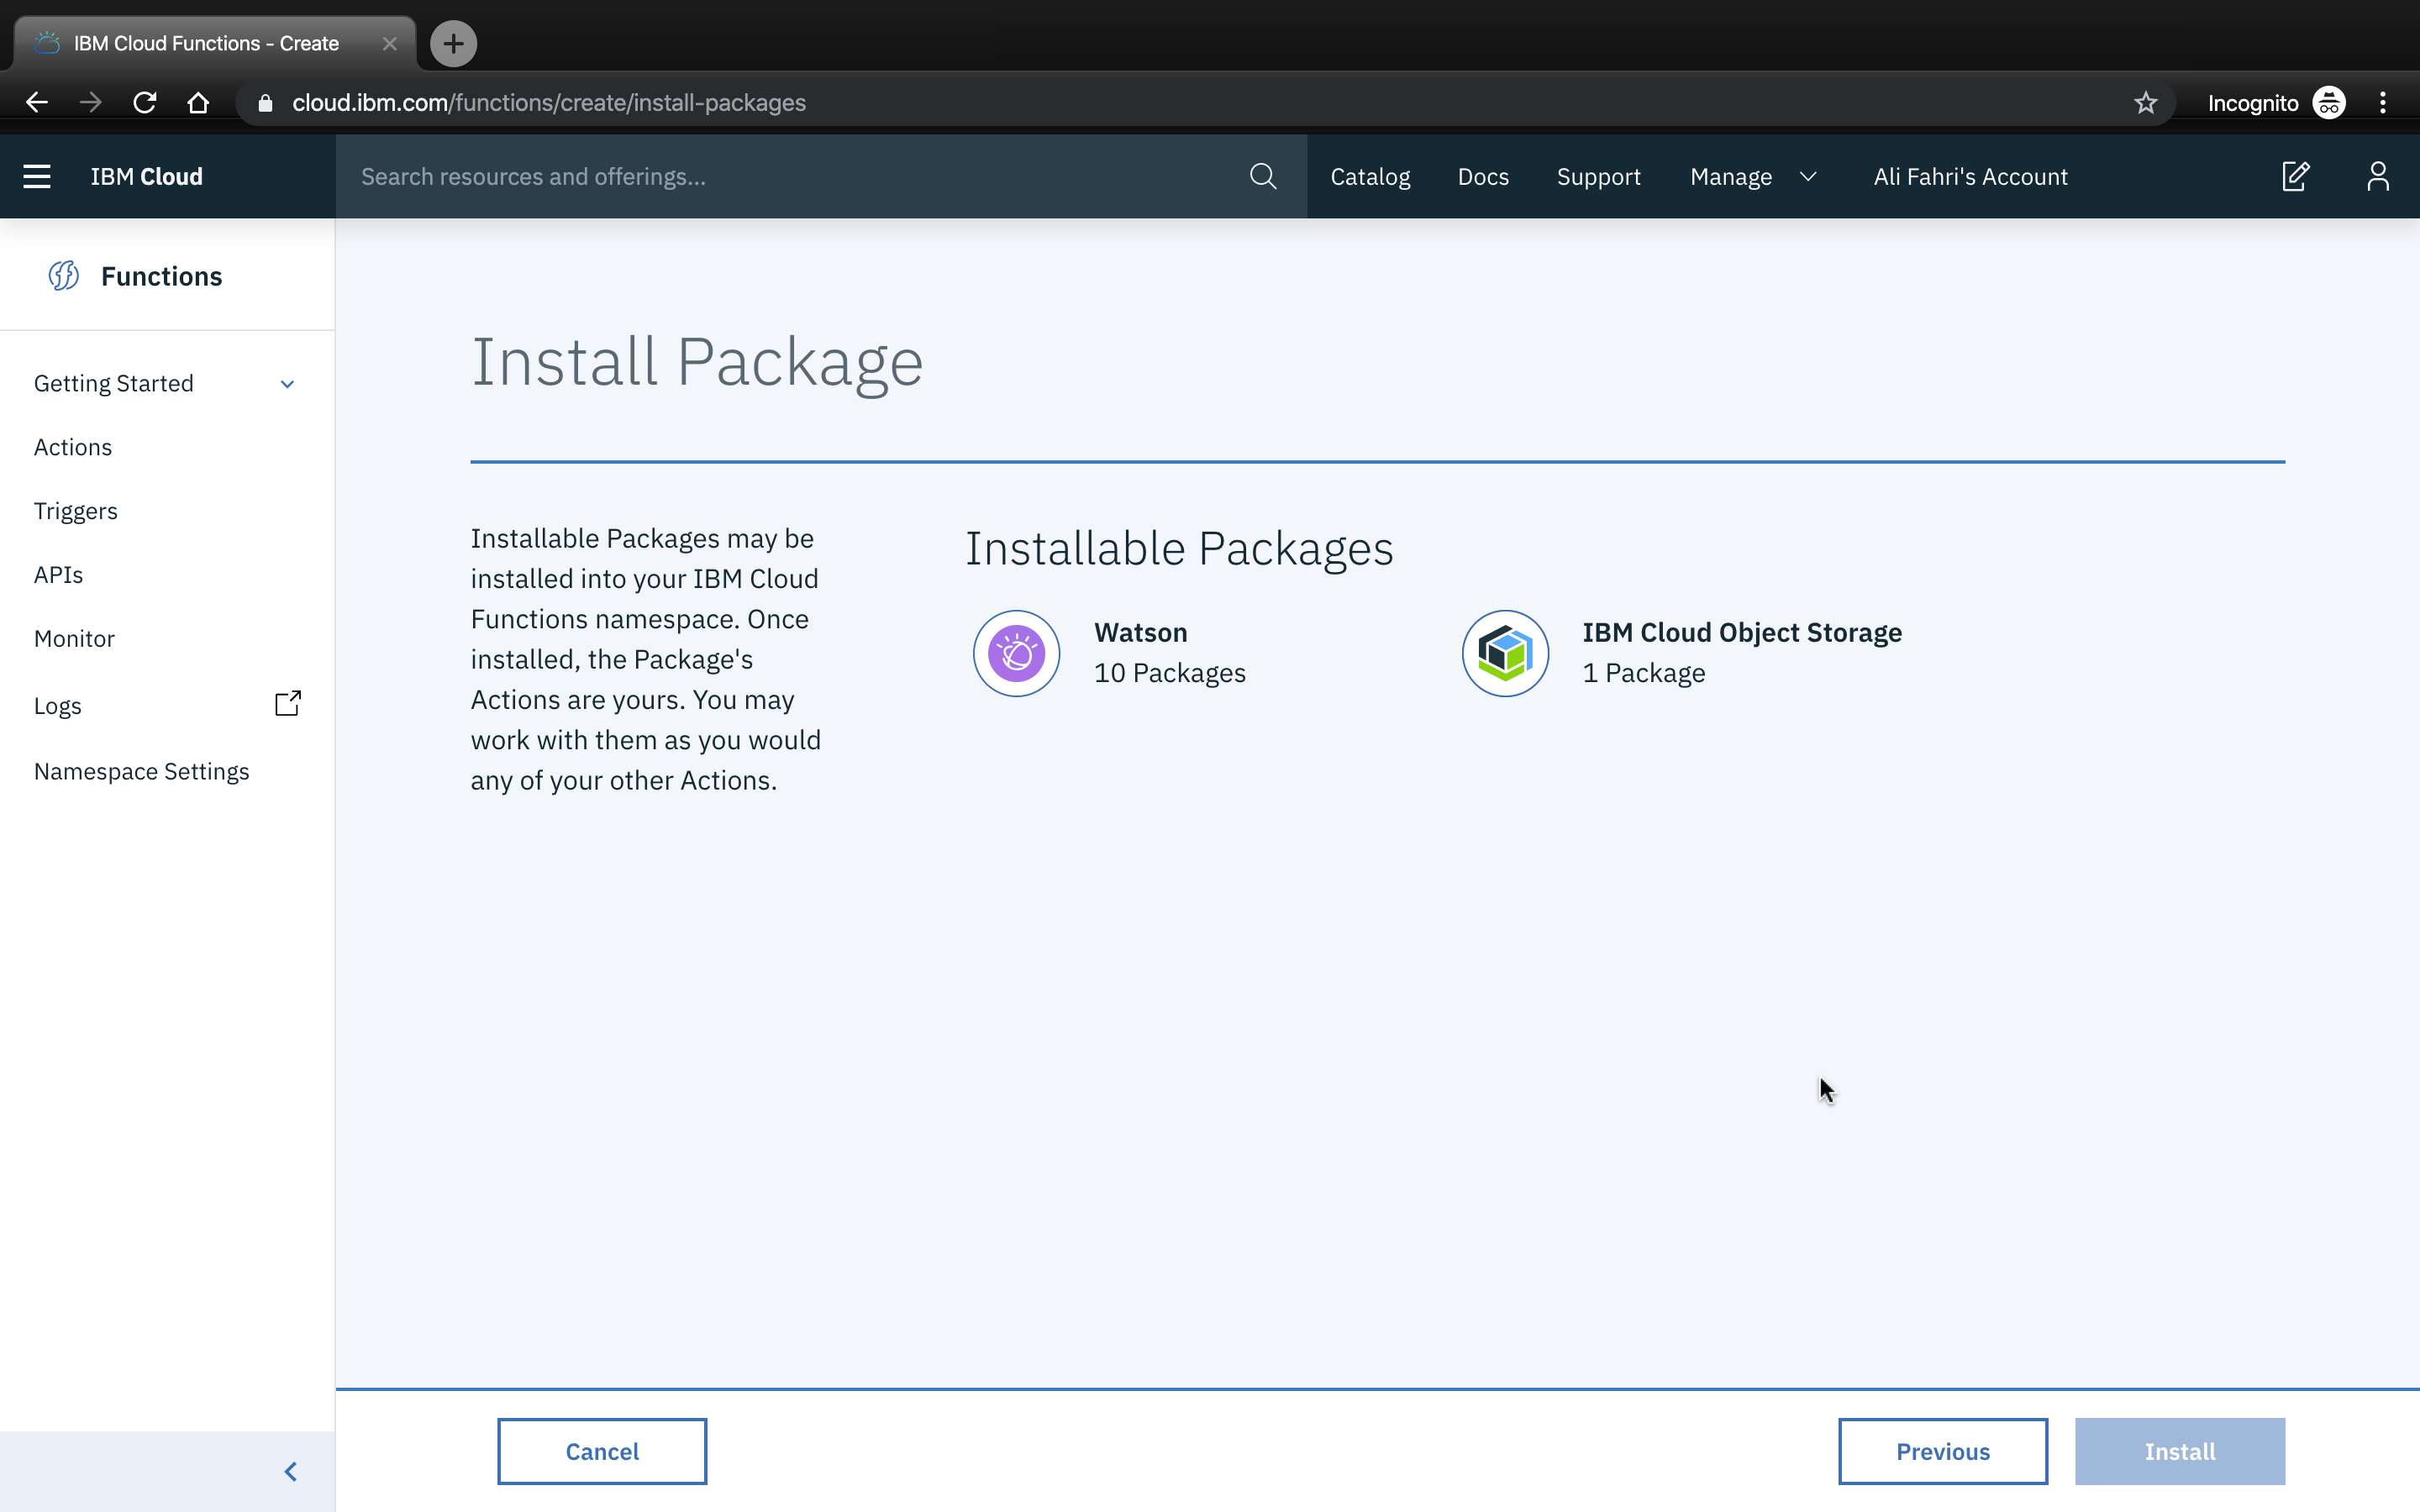 IBM Cloud Functions - Create
cloud.ibm.com/functions/create/install-packages
Incognito
IBM Cloud
Search resources and offerings...
Catalog
Docs
Support
Manage
Ali Fahri's Account
Functions
Getting Started
Actions
Triggers
APIs
Monitor
Logs
Namespace Settings
Install Package
Installable Packages may be
installed into your IBM Cloud
Functions namespace. Once
installed, the Package's
Actions are yours. You may
work with them as you would
any of your other Actions.
Installable Packages
Watson
10 Packages
IBM Cloud Object Storage
1 Package
Cancel
Previous
Install